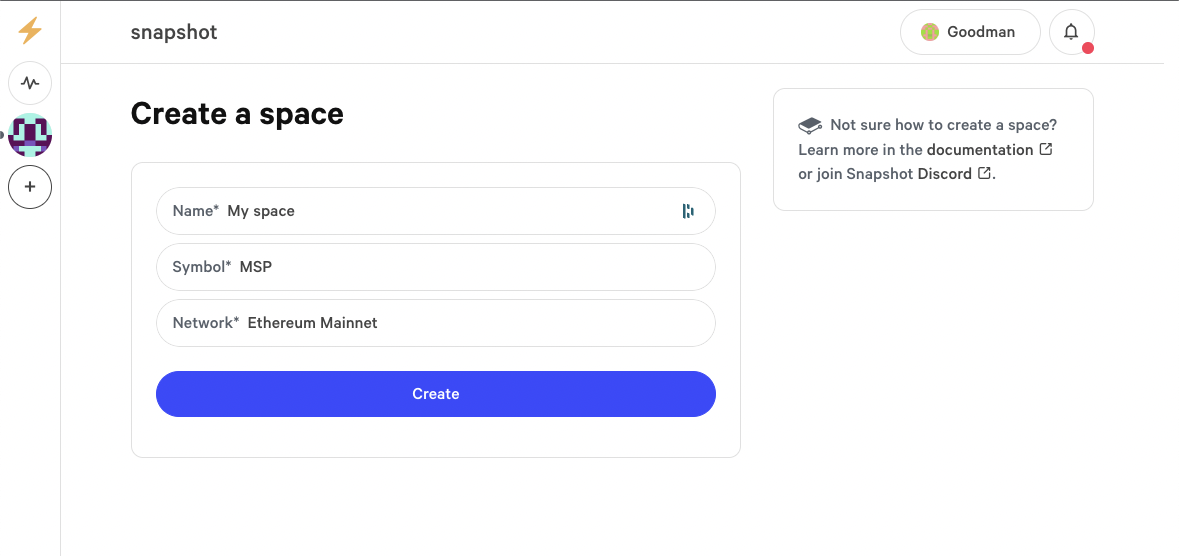 snapshot
Goodman
Create a space
Name* My space
Symbol* MSP
Network* Ethereum Mainnet
Create
Not sure how to create a space?
Learn more in the documentation
or join Snapshot Discord .